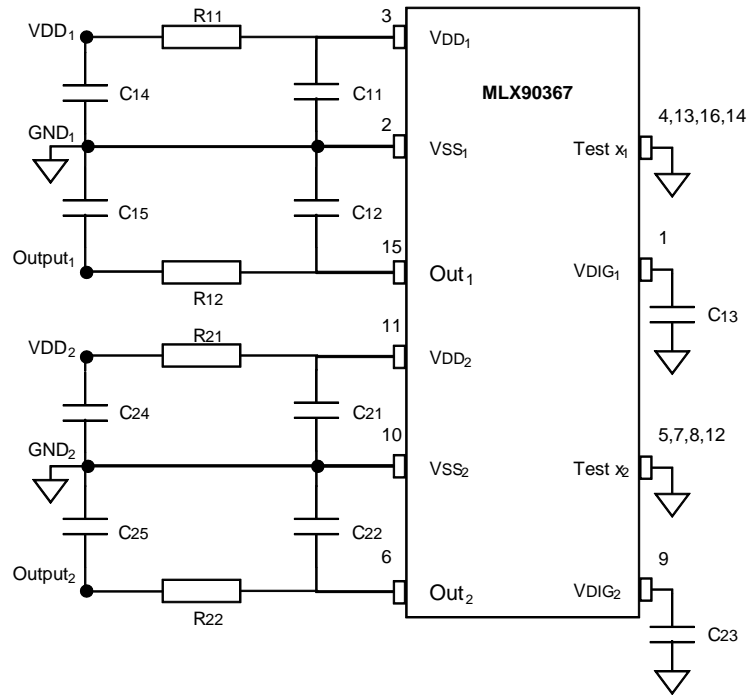 VDD1
R11
3
VDD1
MLX90367
C14
C11
4,13,16,14
GND1
2
VSS1
Test x1
C15
C12
1
Output1
15
Out1
VDIG1
R12
C13
VDD2
R21
11
VDD2
C24
C21
5,7,8,12
GND2
10
VSS2
Test x2
C25
C22
9
Output2
6
Out2
VDIG2
R22
C23